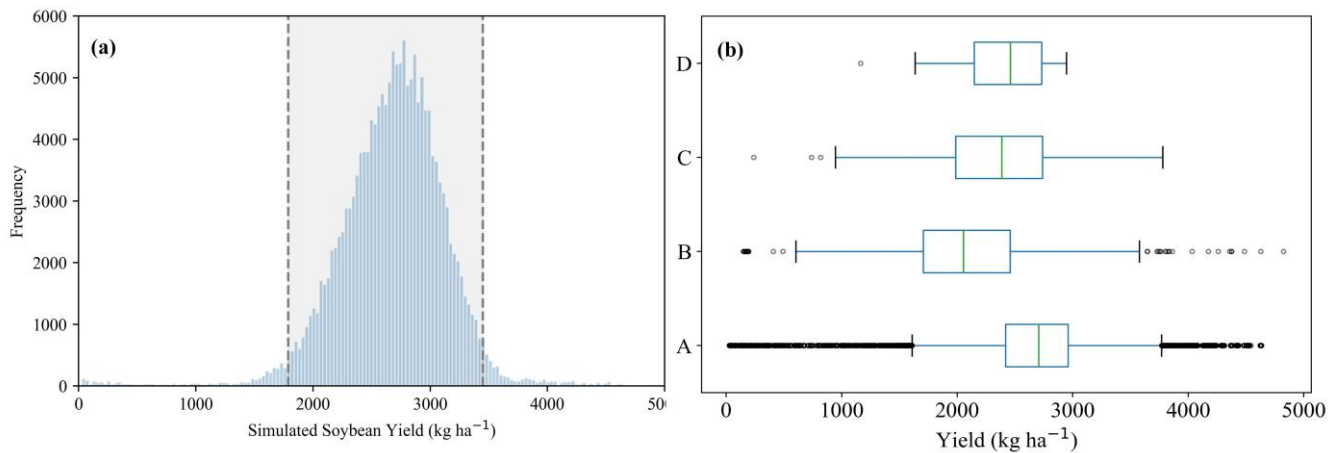 (a)
6000
5000
4000
3000
2000
1000
0
Frequency
0 1000 2000 3000 4000 500
Simulated Soybean Yield (kg ha⁻¹)
(b)
D
C
B
A
0 1000 2000 3000 4000 5000
Yield (kg ha⁻¹)